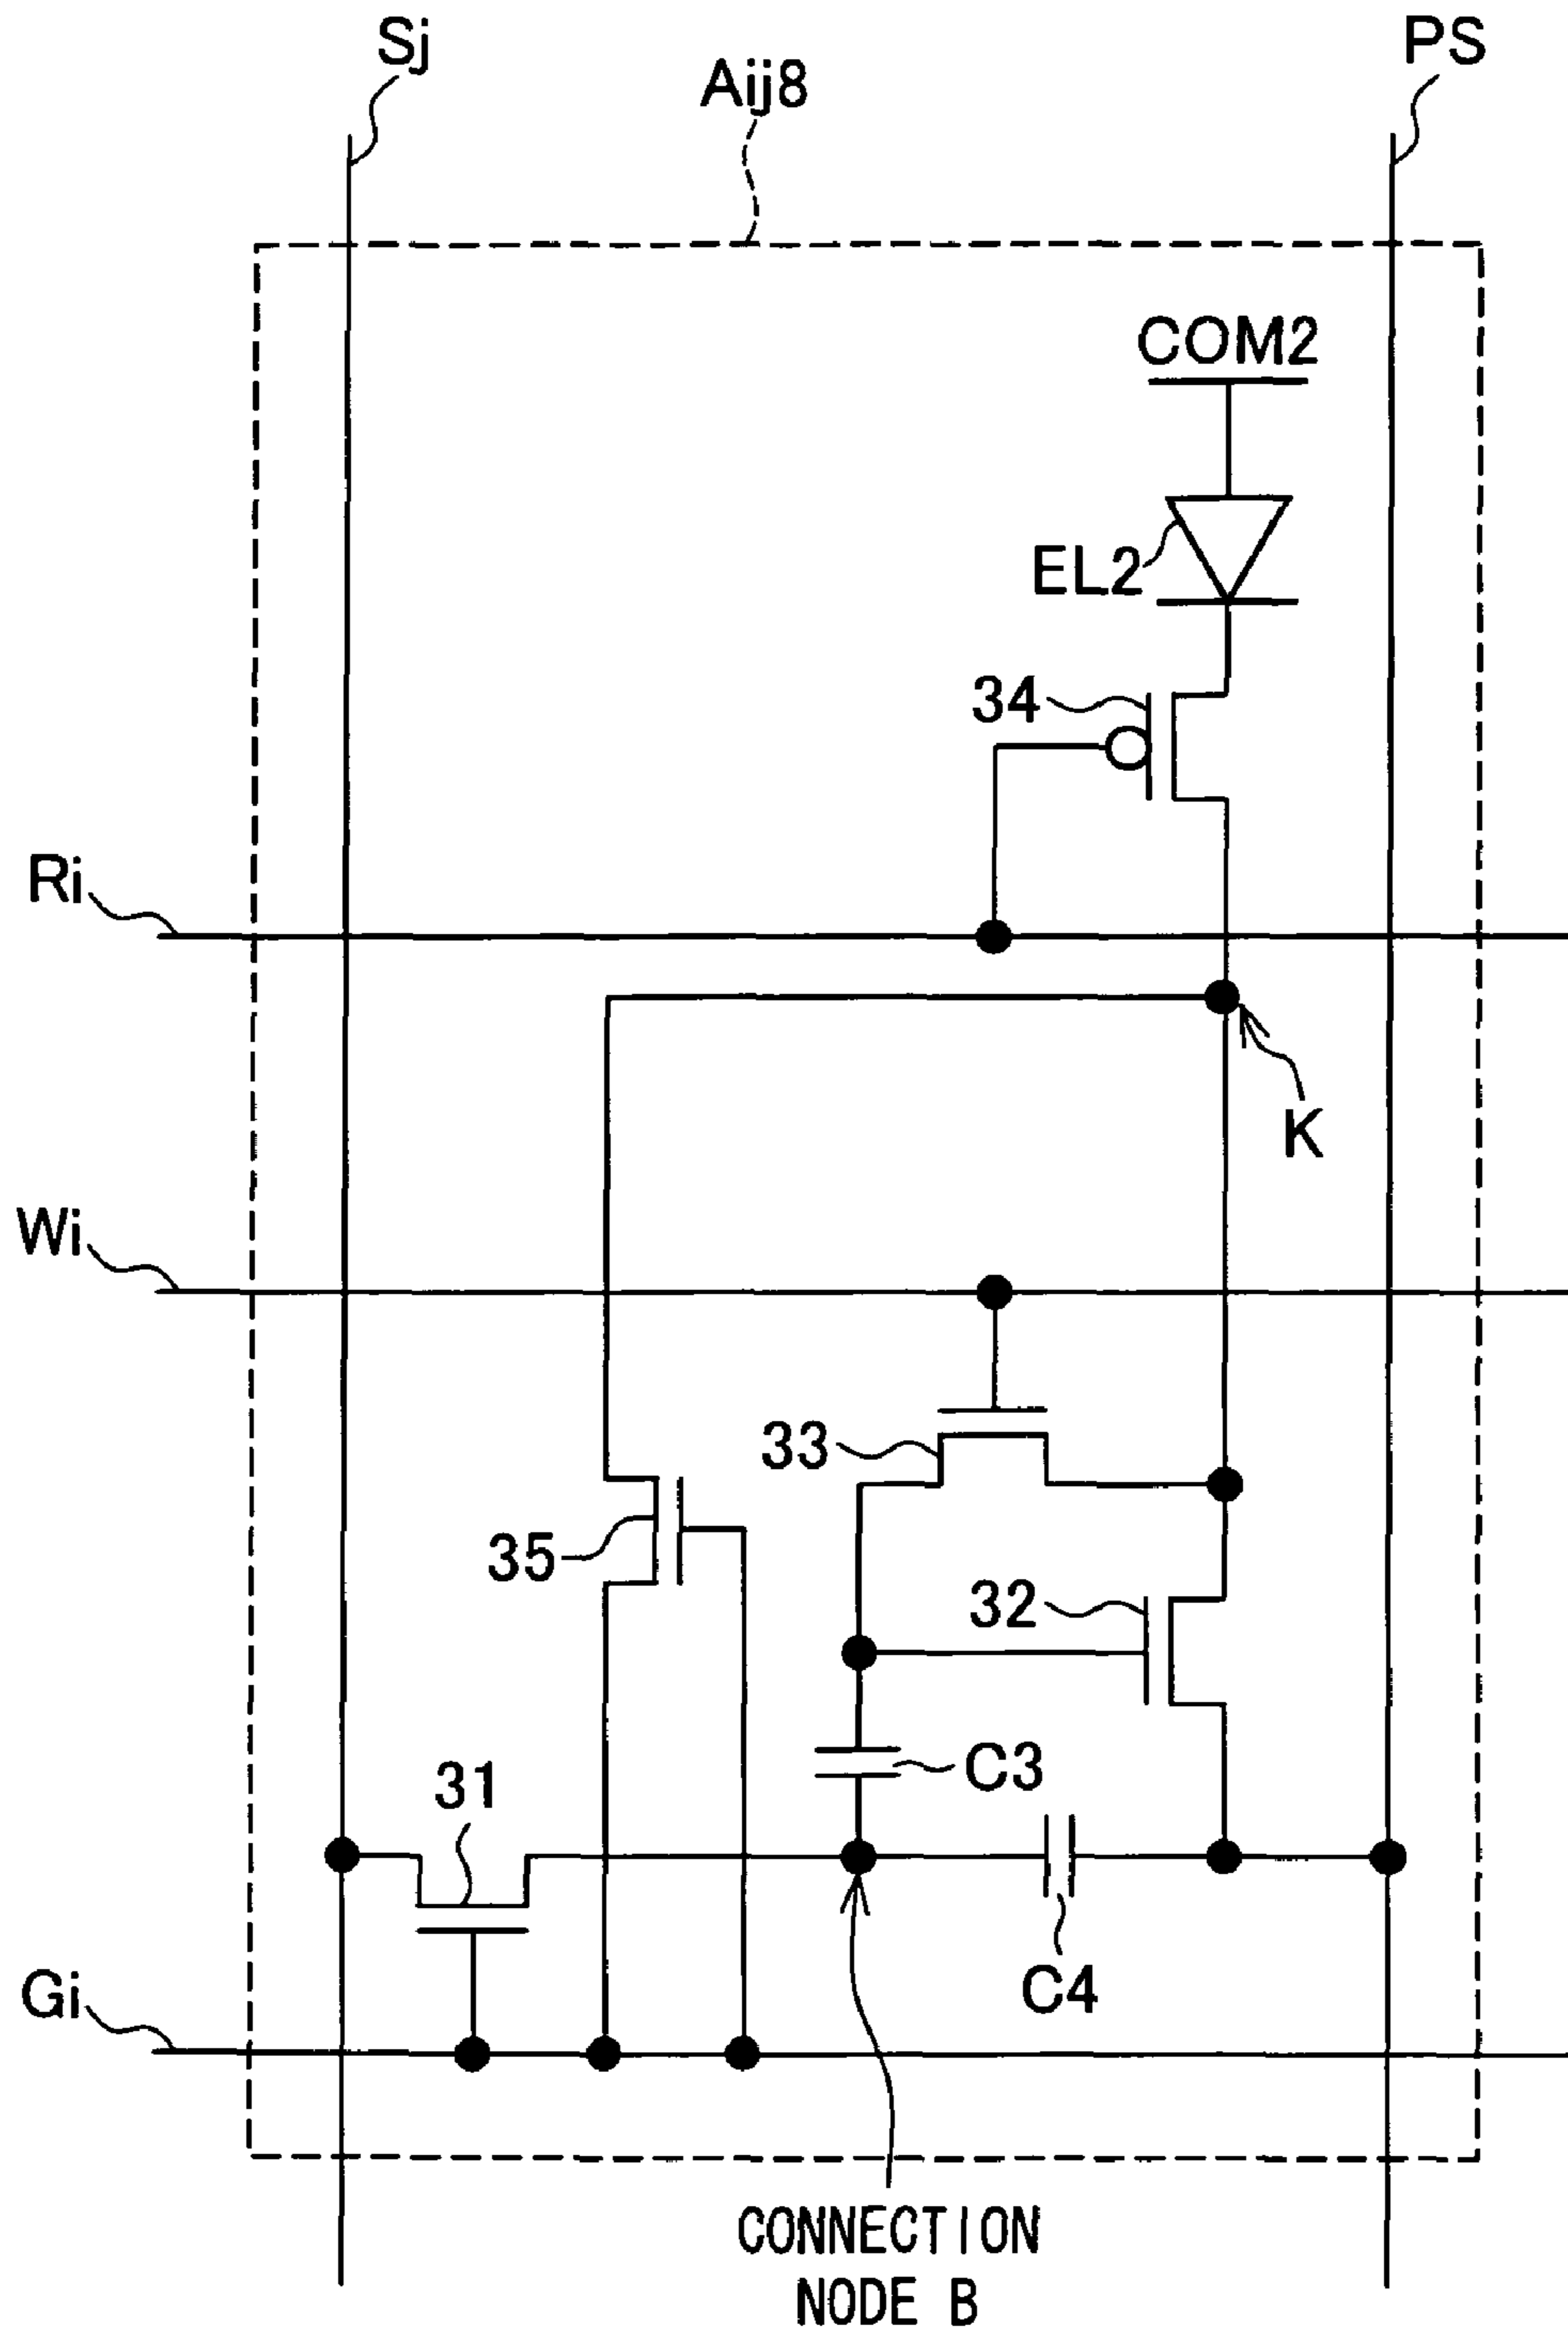 Sj
PS
Aij8
COM2
EL2
34
Ri
K
Wi
33
35
32
C3
31
C4
Gi
CONNECTION
NODE B